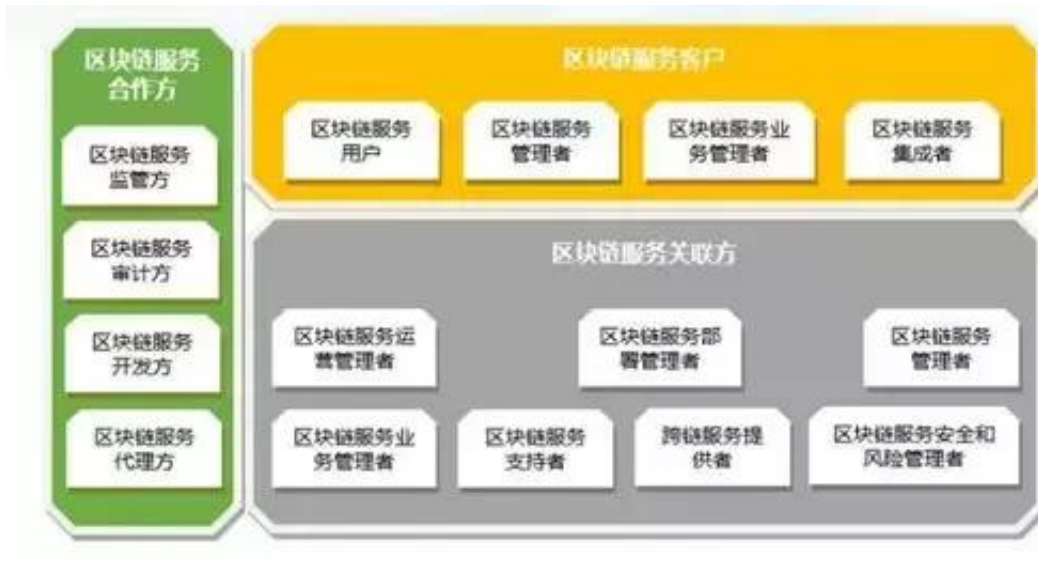 区块链服务
合作方
区块链服务
监管方
区块链服务
审计方
区块链服务
开发方
区块链服务
代理方
区块链服务客户
区块链服务
用户
区块链服务
管理者
区块链服务业
务管理者
区块链服务
集成者
区块链服务关联方
区块链服务运
营管理者
区块链服务部
署管理者
区块链服务
管理者
区块链服务业
务管理者
区块链服务
支持者
跨链服务提
供者
区块链服务安全和
风险管理者